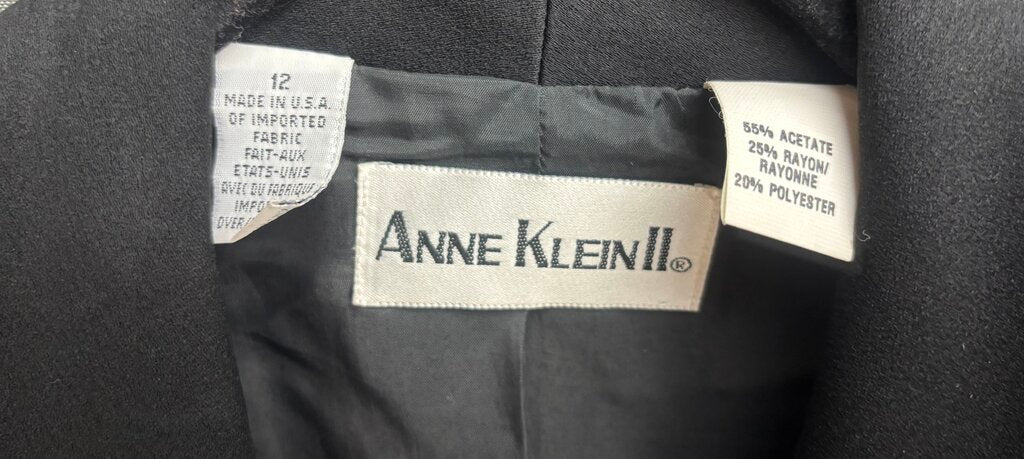 12
MADE IN U.S.A.
OF IMPORTED
FABRIC
FAIT-AUX
ETATS-UNIS
AVEC DU FABRIQUE
ANNE KLEIN II®
55% ACETATE
25% RAYON/
RAYONNE
20% POLYESTER